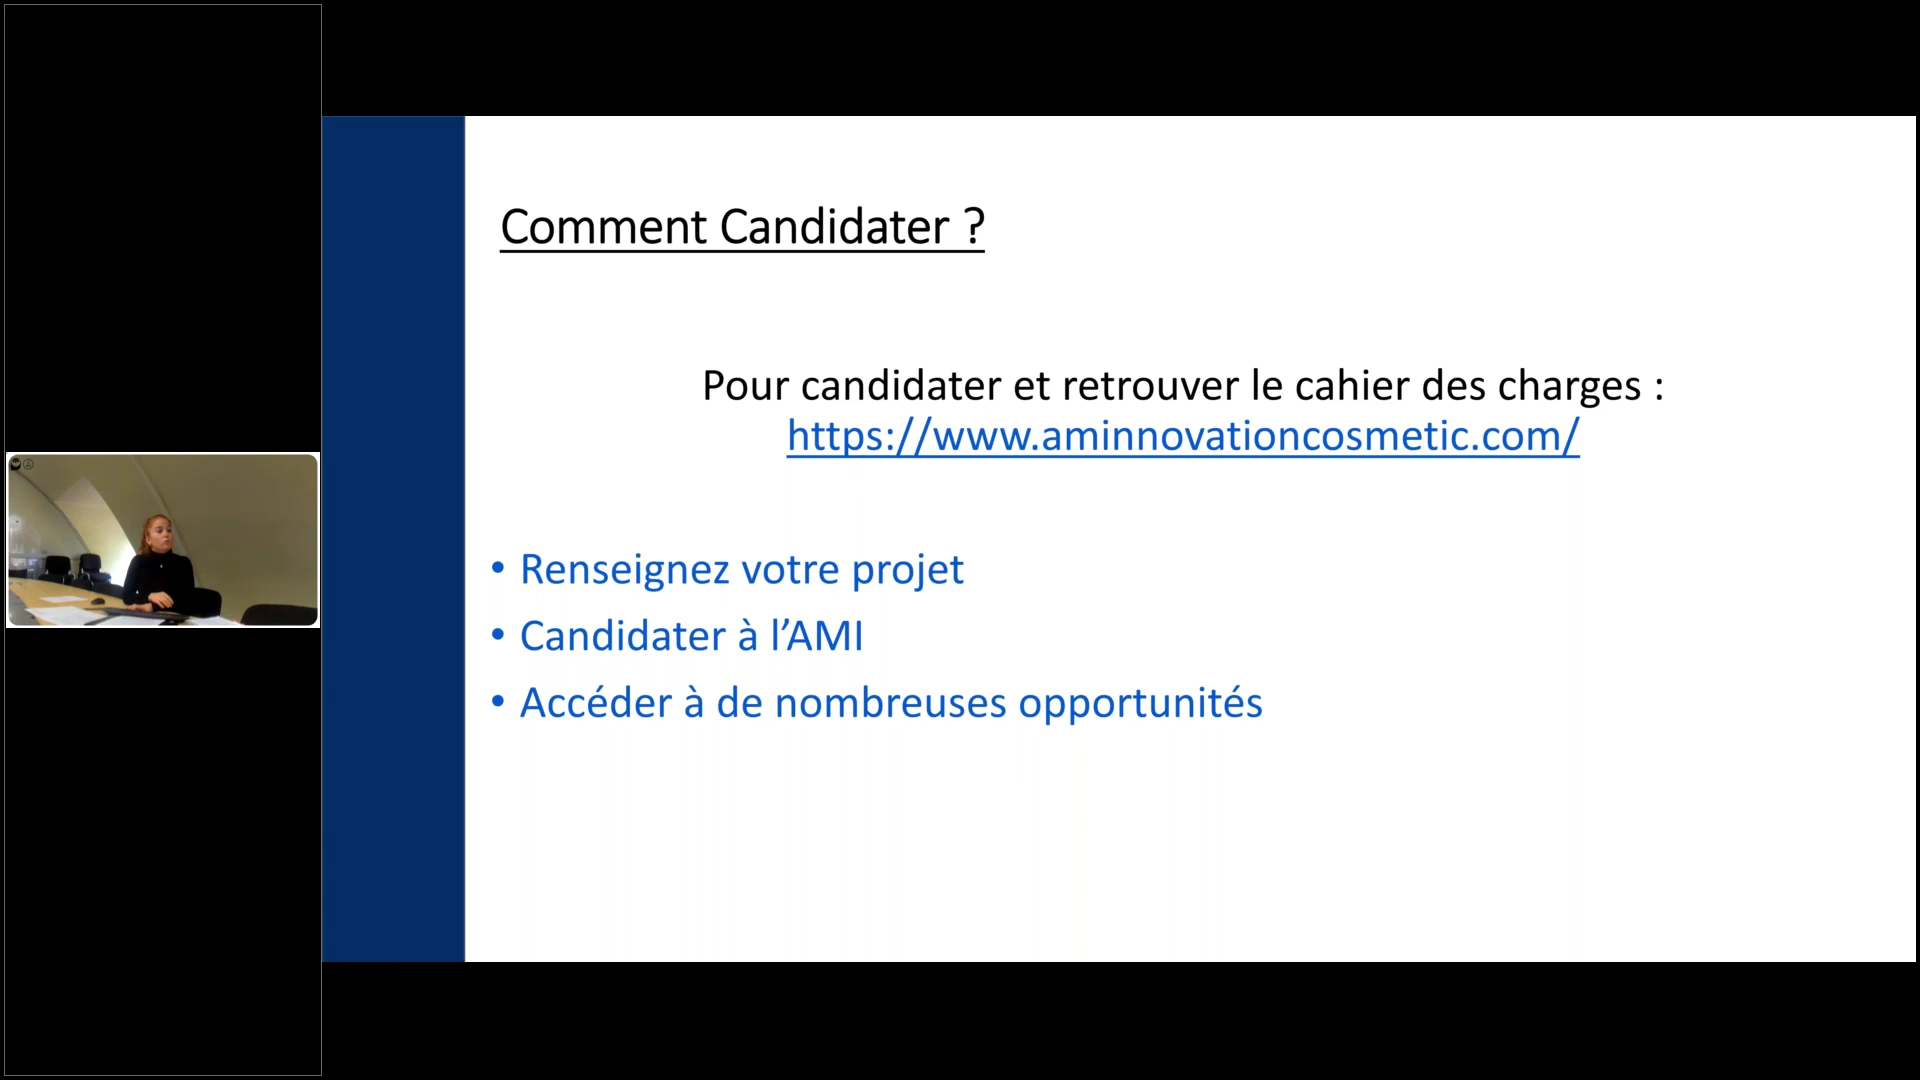 Comment Candidater ?
Pour candidater et retrouver le cahier des charges :
https://www.aminnovationcosmetic.com/
• Renseignez votre projet
• Candidater à l’AMI
• Accéder à de nombreuses opportunités